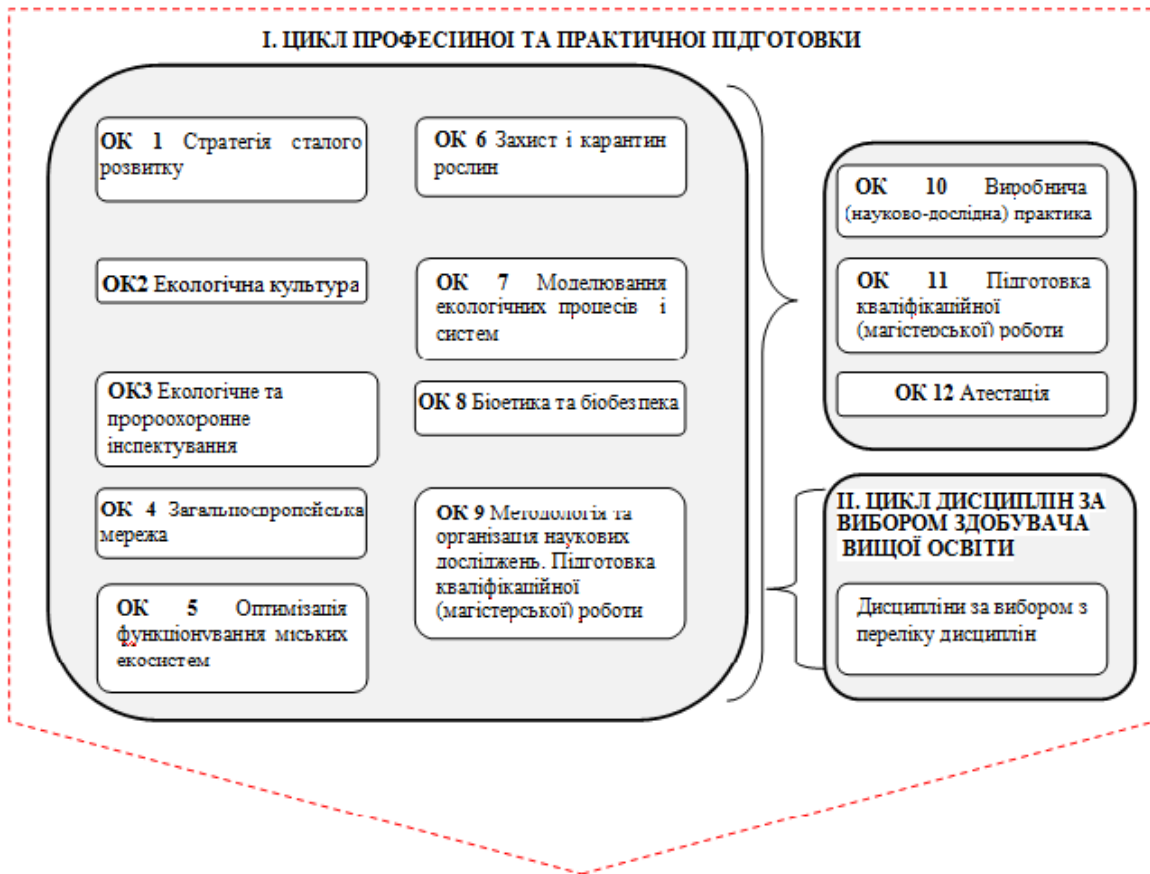 І. ЦИКЛ ПРОФЕСІЙНОЇ ТА ПРАКТИЧНОЇ ПІДГОТОВКИ
ОК 1 Стратегія сталого
розвитку
ОК2 Екологічна культура
ОК3 Екологічне та
пророохоронне
інспектування
ОК 4 Загальноєвропейська
мережа
ОК 5 Оптимізація
функціонування міських
екосистем
ОК 6 Захист і карантин
рослин
ОК 7 Моделювання
екологічних процесів і
систем
ОК 8 Біоетика та біобезпека
ОК 9 Методологія та
організація наукових
досліджень. Підготовка
кваліфікаційної
(магістерської) роботи
ОК 10 Виробнича
(науково-дослідна) практика
ОК 11 Підготовка
кваліфікаційної
(магістерської) роботи
ОК 12 Атестація
ІІ. ЦИКЛ ДИСЦИПЛІН ЗА
ВИБОРОМ ЗДОБУВАЧА
ВИЩОЇ ОСВІТИ
Дисципліни за вибором з
переліку дисциплін